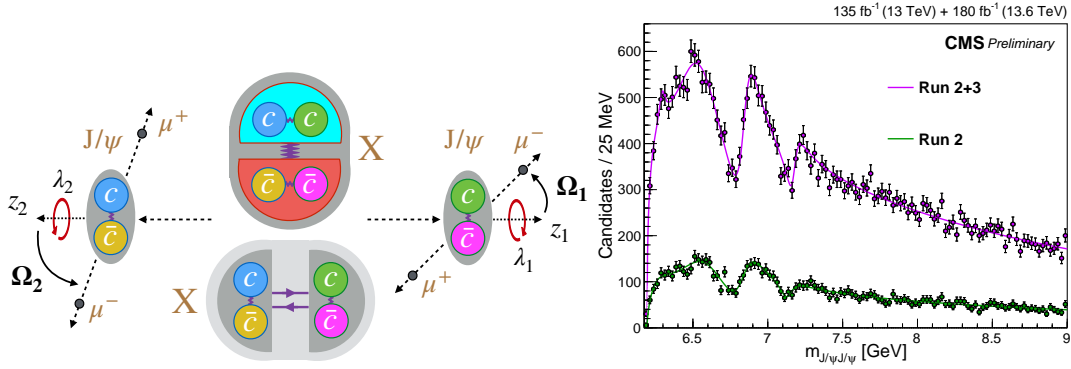 μ⁺
J/ψ
λ₂
z₂
c
c̄
Ω₂
μ⁻
c c
X
c̄ c̄
X
c c
c̄ c̄
J/ψ
μ⁻
Ω₁
c
c̄
z₁
λ₁
μ⁺
135 fb⁻¹ (13 TeV) + 180 fb⁻¹ (13.6 TeV)
CMS Preliminary
Run 2+3
Run 2
Candidates / 25 MeV
600
500
400
300
200
100
0
6.5 7 7.5 8 8.5 9
m_J/ψJ/ψ [GeV]